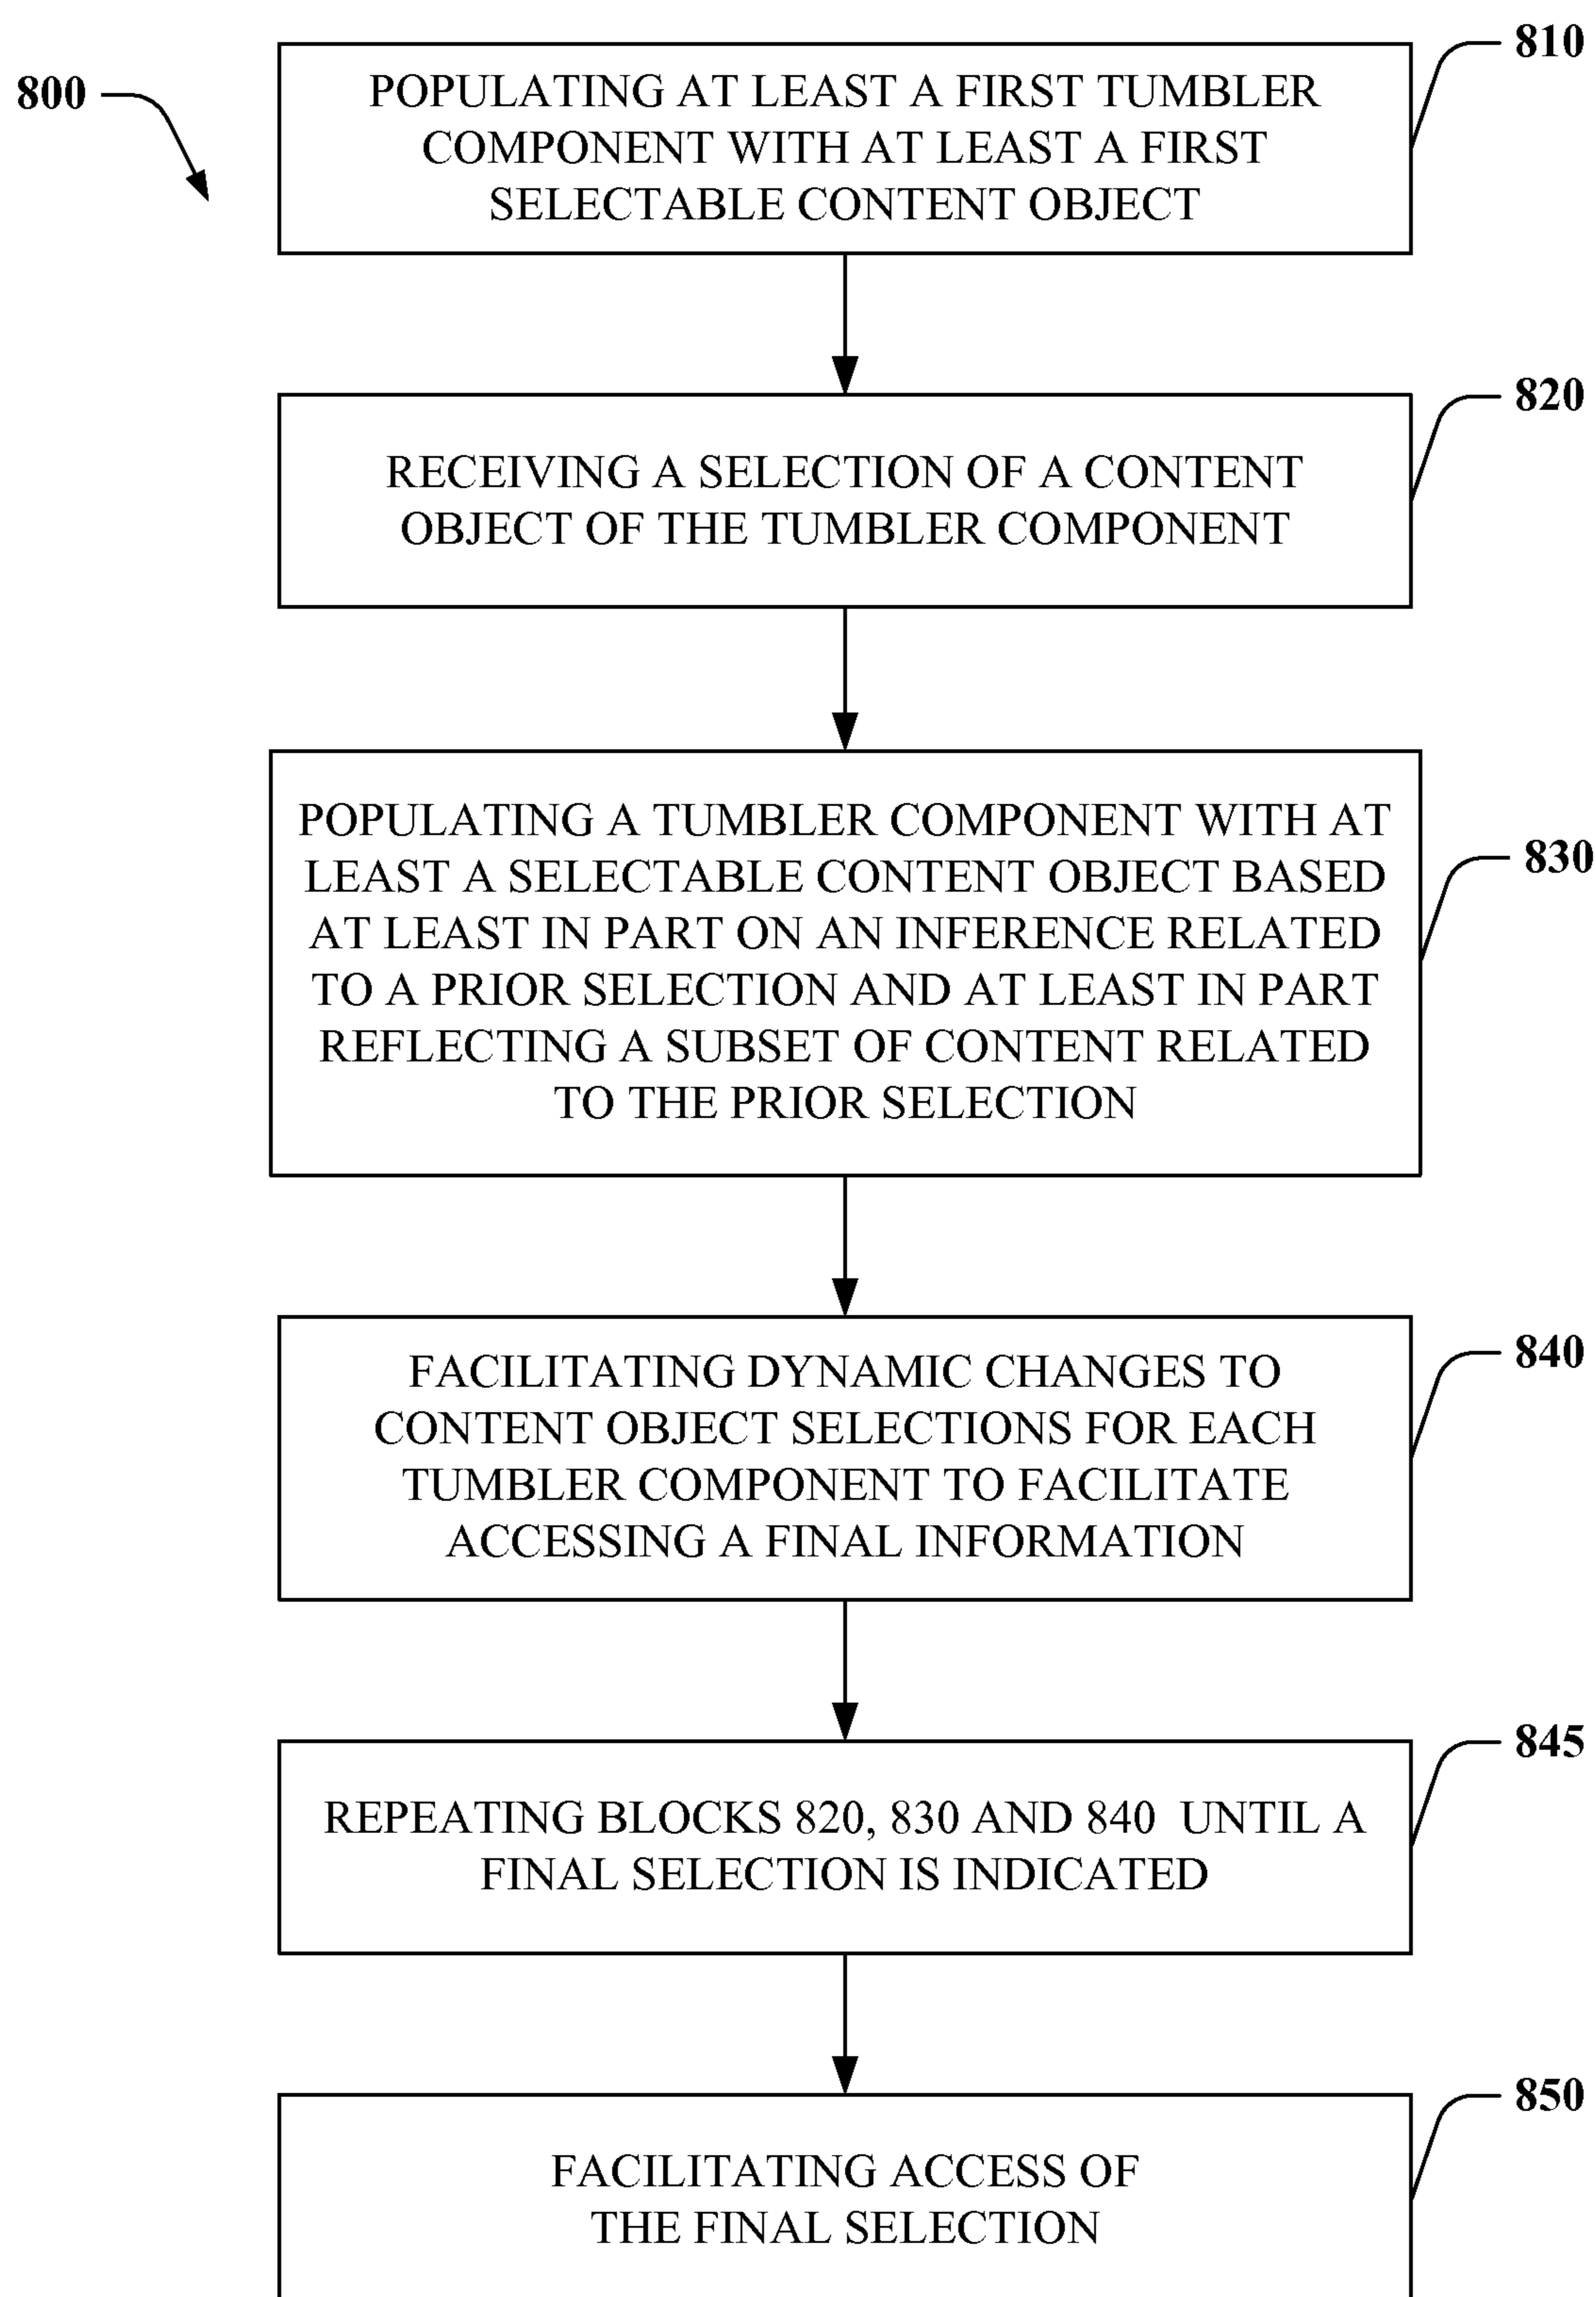 800
810
POPULATING AT LEAST A FIRST TUMBLER
COMPONENT WITH AT LEAST A FIRST
SELECTABLE CONTENT OBJECT
820
RECEIVING A SELECTION OF A CONTENT
OBJECT OF THE TUMBLER COMPONENT
830
POPULATING A TUMBLER COMPONENT WITH AT
LEAST A SELECTABLE CONTENT OBJECT BASED
AT LEAST IN PART ON AN INFERENCE RELATED
TO A PRIOR SELECTION AND AT LEAST IN PART
REFLECTING A SUBSET OF CONTENT RELATED
TO THE PRIOR SELECTION
840
FACILITATING DYNAMIC CHANGES TO
CONTENT OBJECT SELECTIONS FOR EACH
TUMBLER COMPONENT TO FACILITATE
ACCESSING A FINAL INFORMATION
845
REPEATING BLOCKS 820, 830 AND 840 UNTIL A
FINAL SELECTION IS INDICATED
850
FACILITATING ACCESS OF
THE FINAL SELECTION